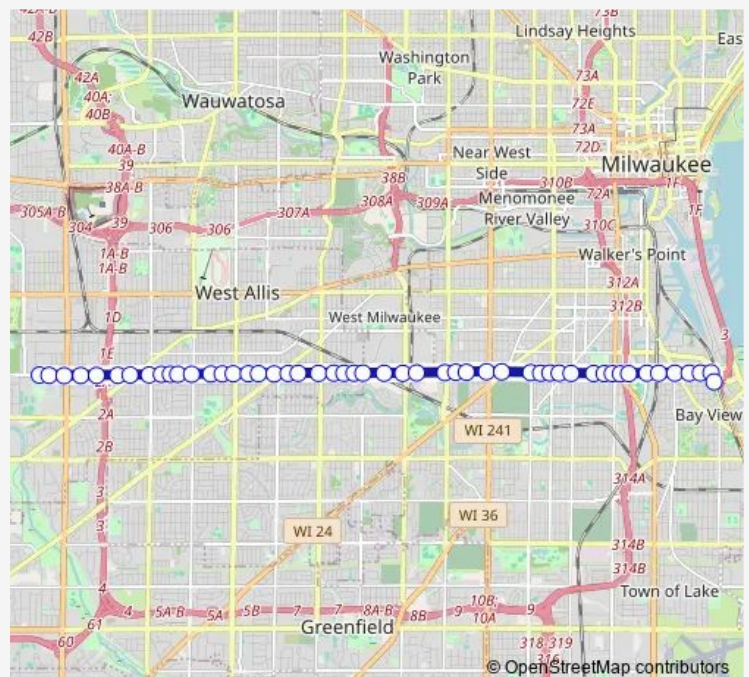 73B
42B
Lindsay Heights
East
Washington
Park
42A
73A
40A;
40B
Wauwatosa
72E
73A
40A-B
72D
Near West
Side
Milwaukee
39
38A-B
38B
310B
1F
72A
305A-B
304
39
306
306
307A
308A
309A
Menomonee
River Valley
310C
1F
1A-B
1A-B
Walker's Point
312A
West Allis
312B
1D
West Milwaukee
3
1E
2A
Bay View
WI 241
2B
314A
3
WI 36
3
WI 24
314B
314B
4
Town of Lake
4
5A-B
5A
5B
7
7
8A-B
8B
9
10B;
10A
9
61
Greenfield
60
318
319
© OpenStreetMap contributors